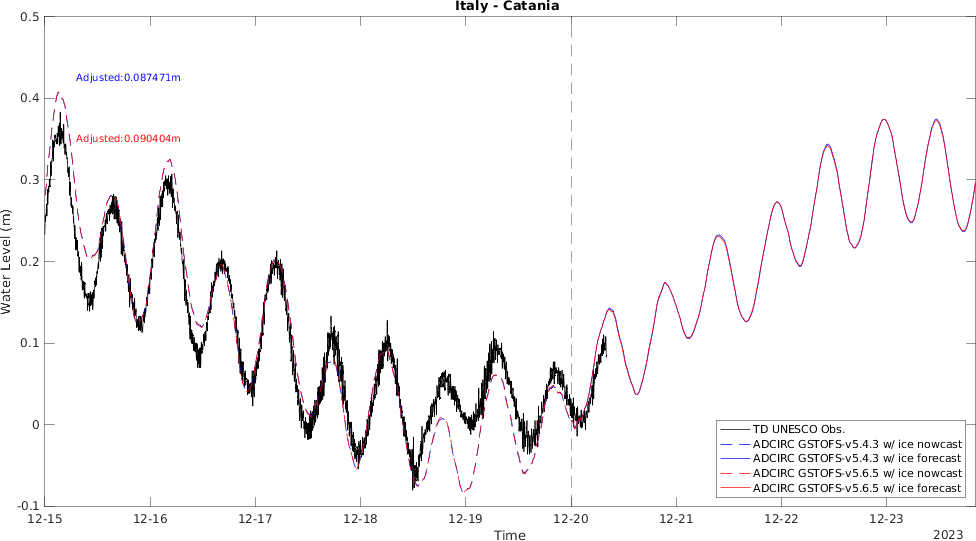 Italy - Catania
0.5
Adjusted:0.087471m
0.4
Adjusted:0.090404m
0.3
0.2
0.1
0
-0.1
Water Level (m)
TD UNESCO Obs.
ADCIRC GSTOFS-v5.4.3 w/ ice nowcast
ADCIRC GSTOFS-v5.4.3 w/ ice forecast
ADCIRC GSTOFS-v5.6.5 w/ ice nowcast
ADCIRC GSTOFS-v5.6.5 w/ ice forecast
12-15 12-16 12-17 12-18 12-19 12-20 12-21 12-22 12-23
Time
2023